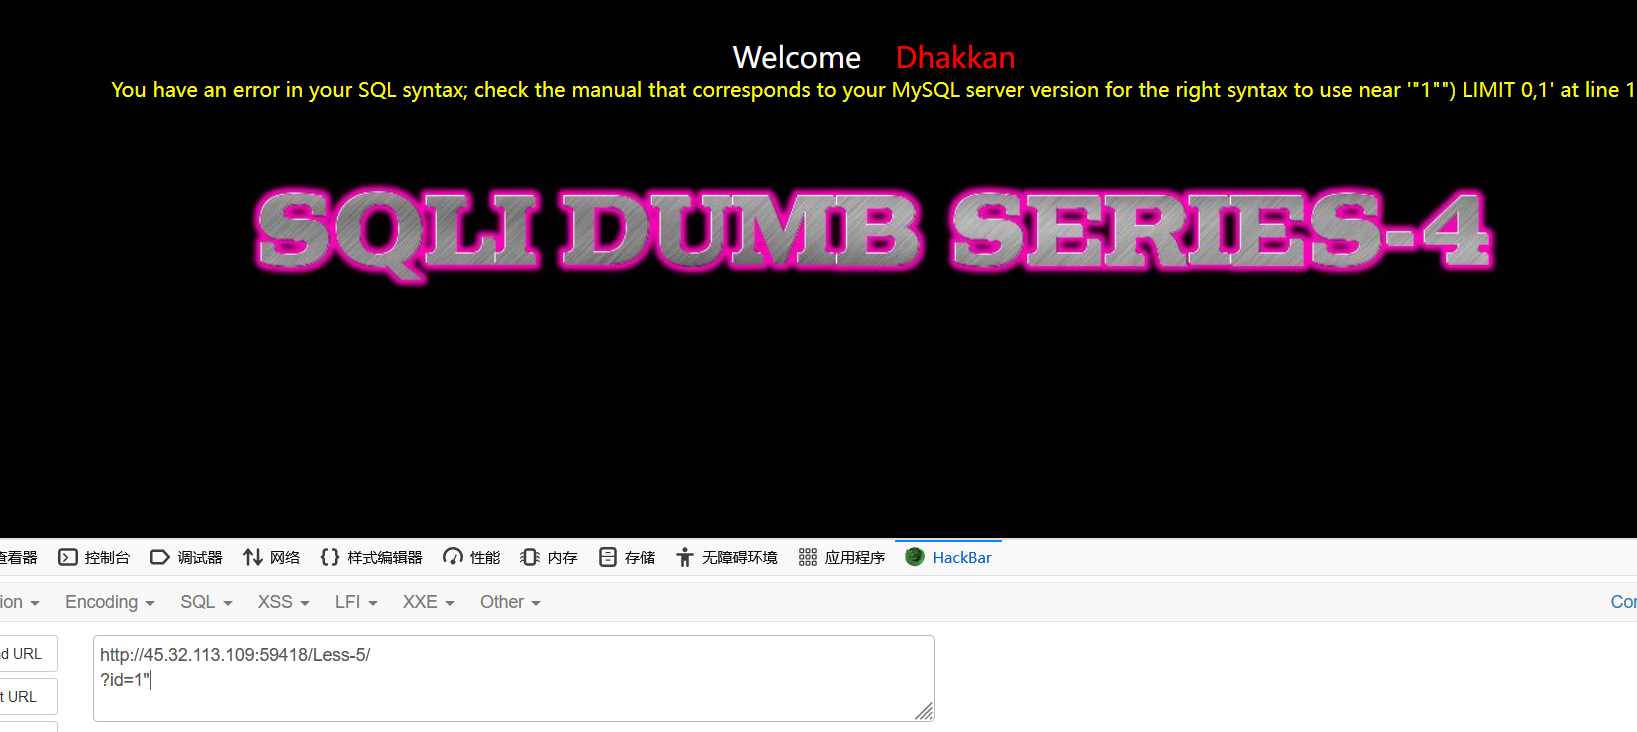 Welcome Dhakkan
You have an error in your SQL syntax; check the manual that corresponds to your MySQL server version for the right syntax to use near '"1"") LIMIT 0,1' at line 1
SQLI DUMB SERIES-4
查看器 控制台 调试器 网络 样式编辑器 性能 内存 存储 无障碍环境 应用程序 HackBar
ion Encoding SQL XSS LFI XXE Other Cor
d URL
http://45.32.113.109:59418/Less-5/
?id=1"
t URL